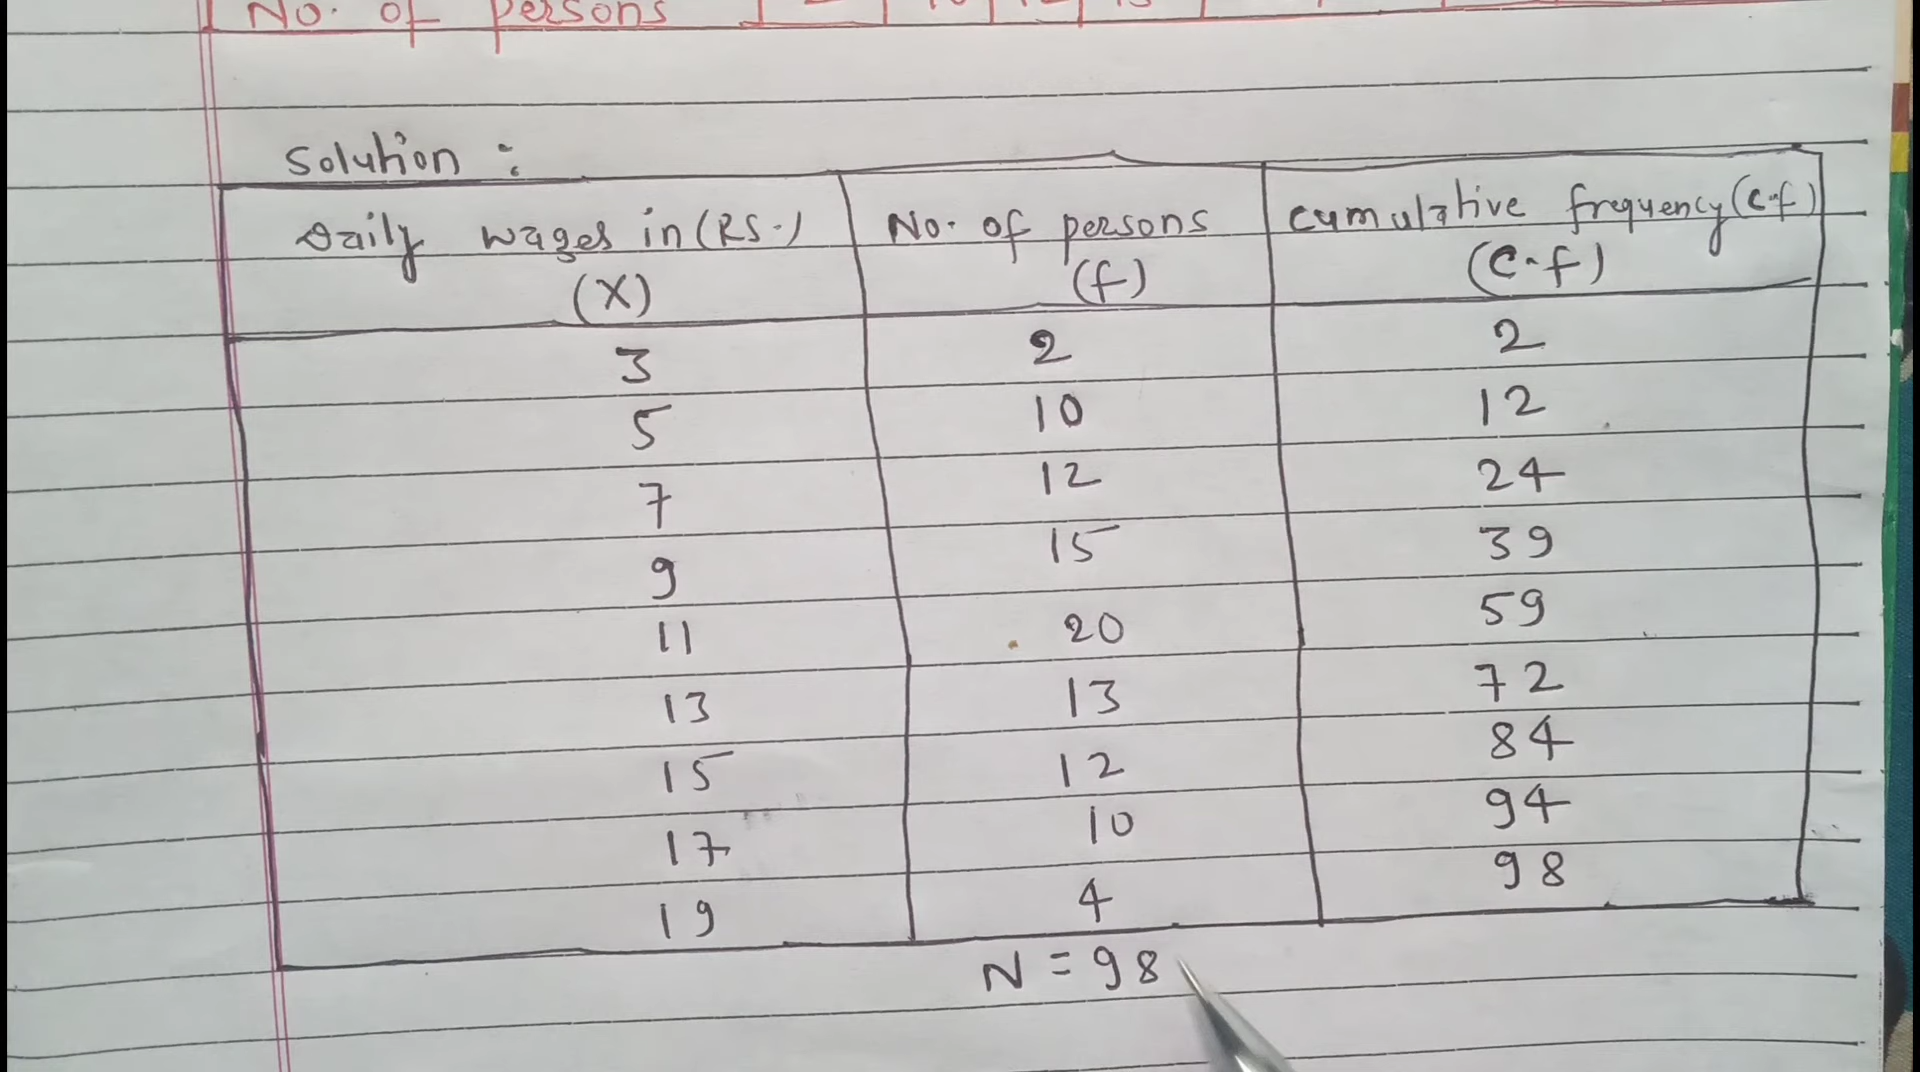 No. of persons
Solution :
Daily wages in (RS.) No. of persons cumulative frequency (c.f)
(X) (f) (c.f)
3 2 2
5 10 12
7 12 24
9 15 39
11 20 59
13 13 72
15 12 84
17 10 94
19 4 98
N = 98